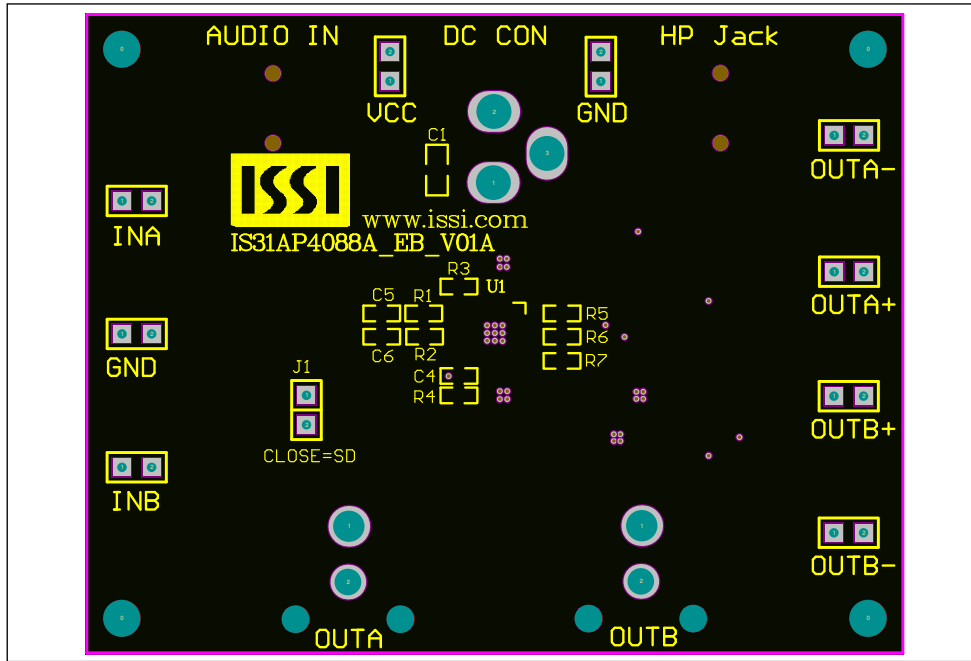 AUDIO IN
DC CON
HP Jack
VCC
GND
C1
OUTA-
ISSI
www.issi.com
IS31AP4088A_EB_V01A
INA
OUTA+
R3
U1
C5
R1
R5
C6
R2
R6
GND
J1
C4
R7
R4
OUTB+
CLOSE=SD
INB
OUTB-
OUTA
OUTB